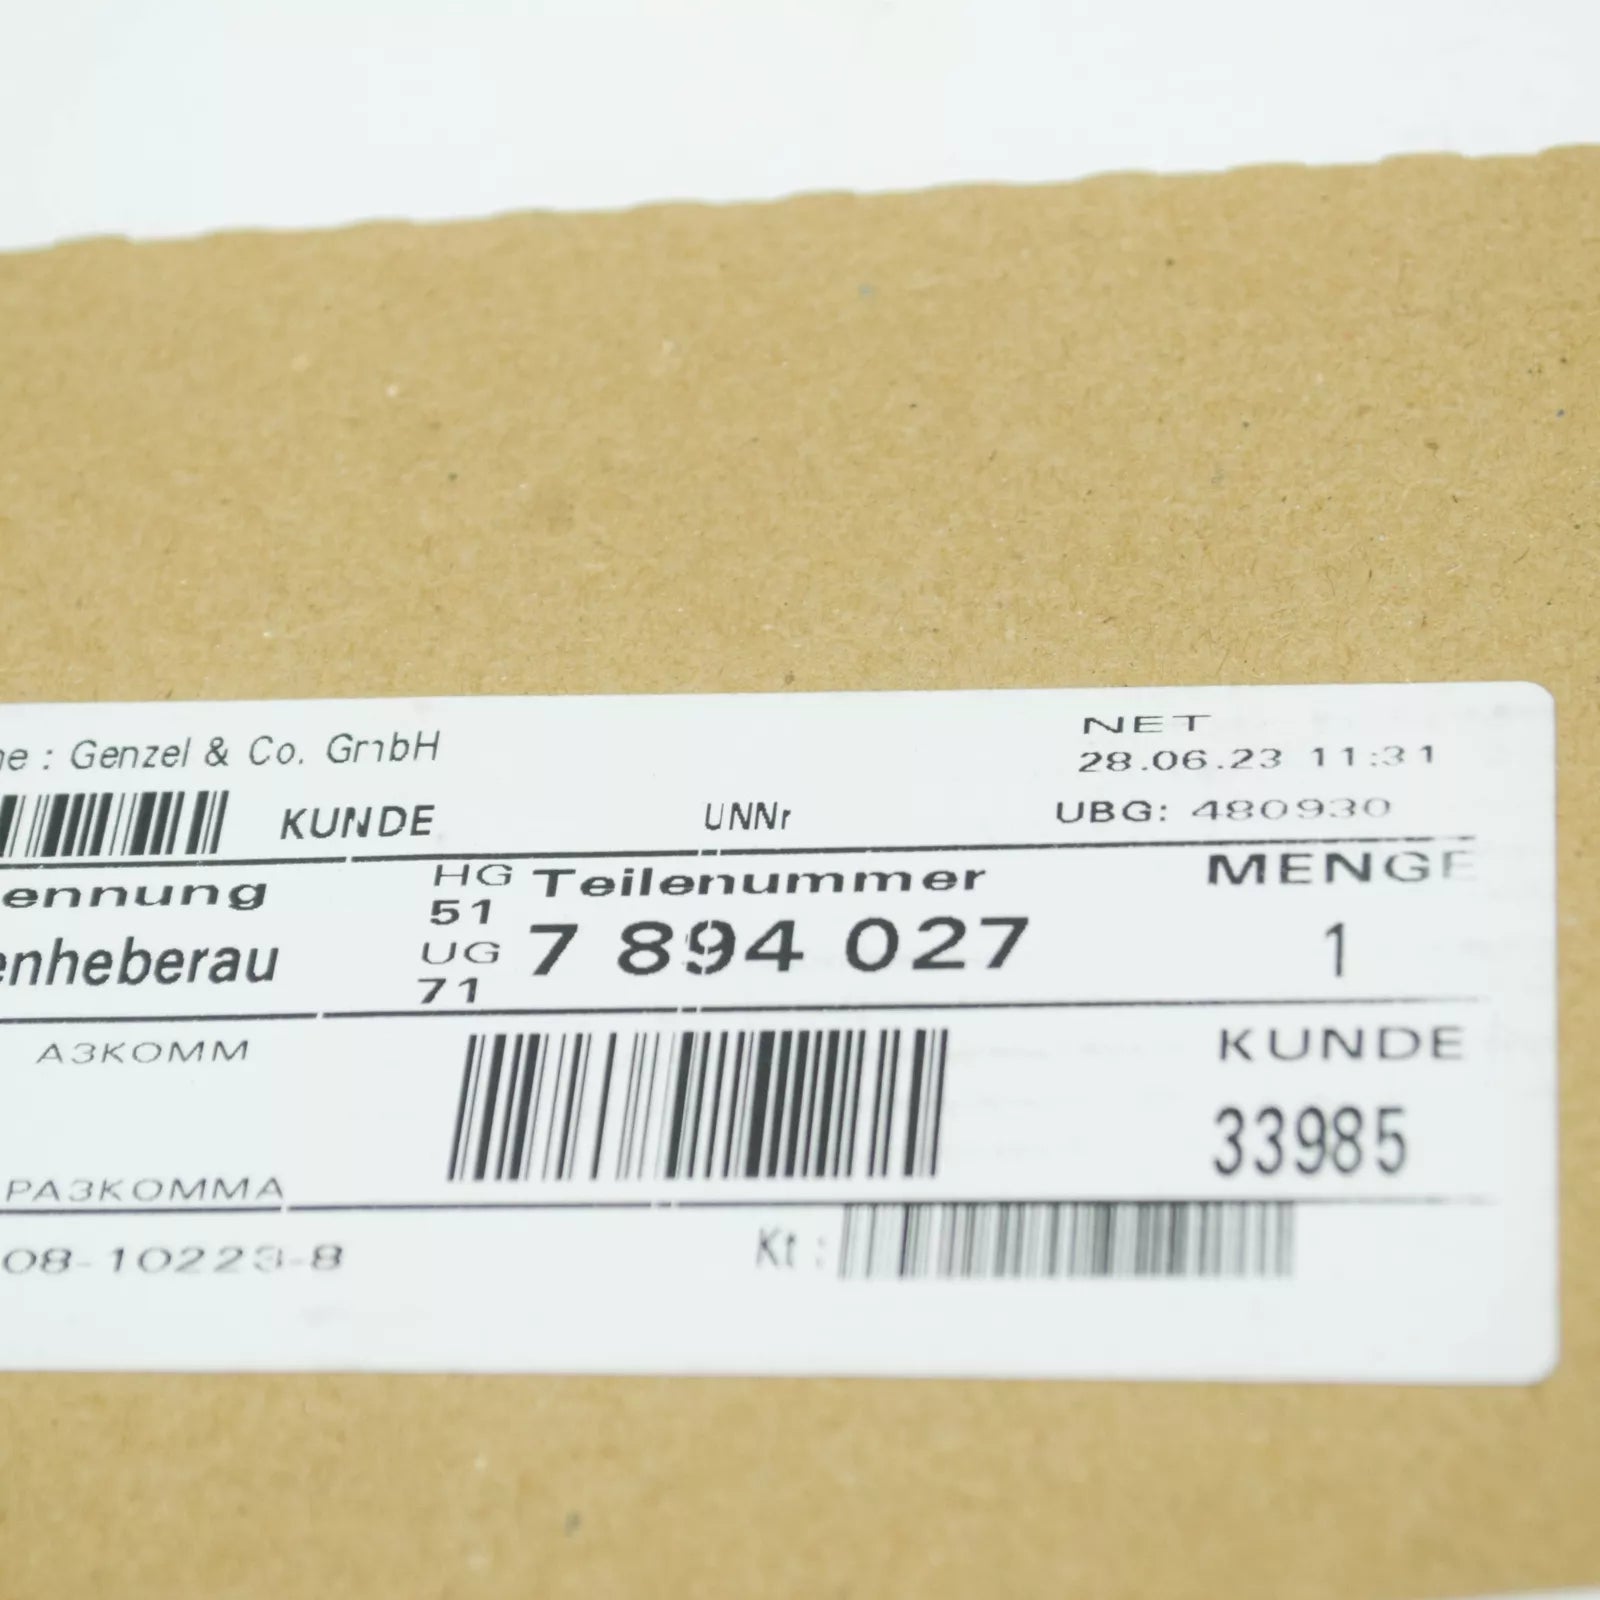 ne : Genzel & Co. GmbH
NET
28.06.23 11:31
KUNDE UNNr UBG: 480930
ennung HG Teilenummer MENGE
51
enheberau UG 7 894 027 1
71
A3KOMM KUNDE
33985
PA3KOMMA
08-10223-8 Kt :